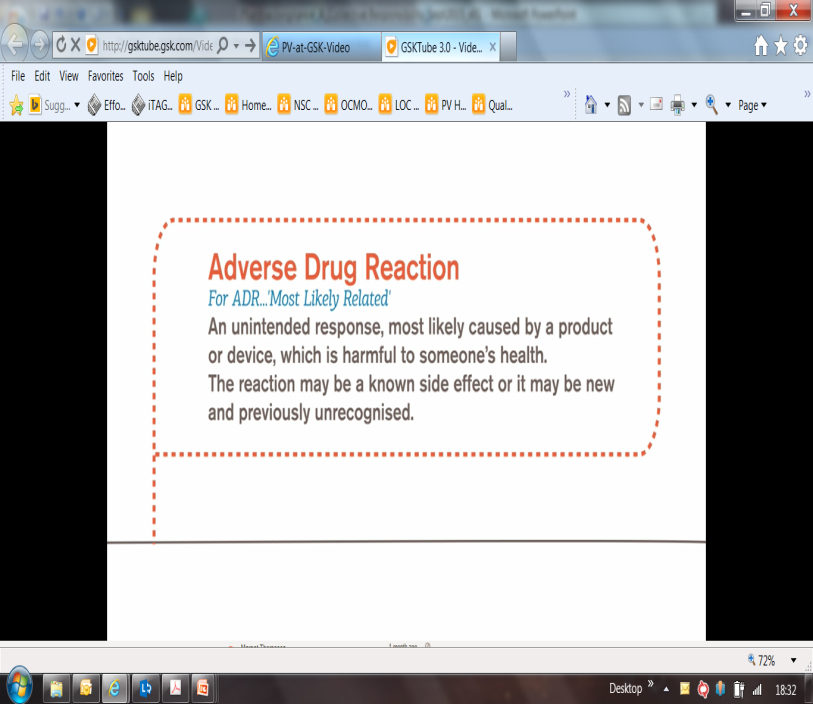 http://gsktube.gsk.com/Vide
PV-at-GSK-Video
GSKTube 3.0 - Vide...
File Edit View Favorites Tools Help
Sugg... Effo... iTAG... GSK ... Home... NSC ... OCMO... LOC ... PV H... Qual... Page
Adverse Drug Reaction
For ADR...'Most Likely Related'
An unintended response, most likely caused by a product
or device, which is harmful to someone's health.
The reaction may be a known side effect or it may be new
and previously unrecognised.
72%
Desktop 18:32